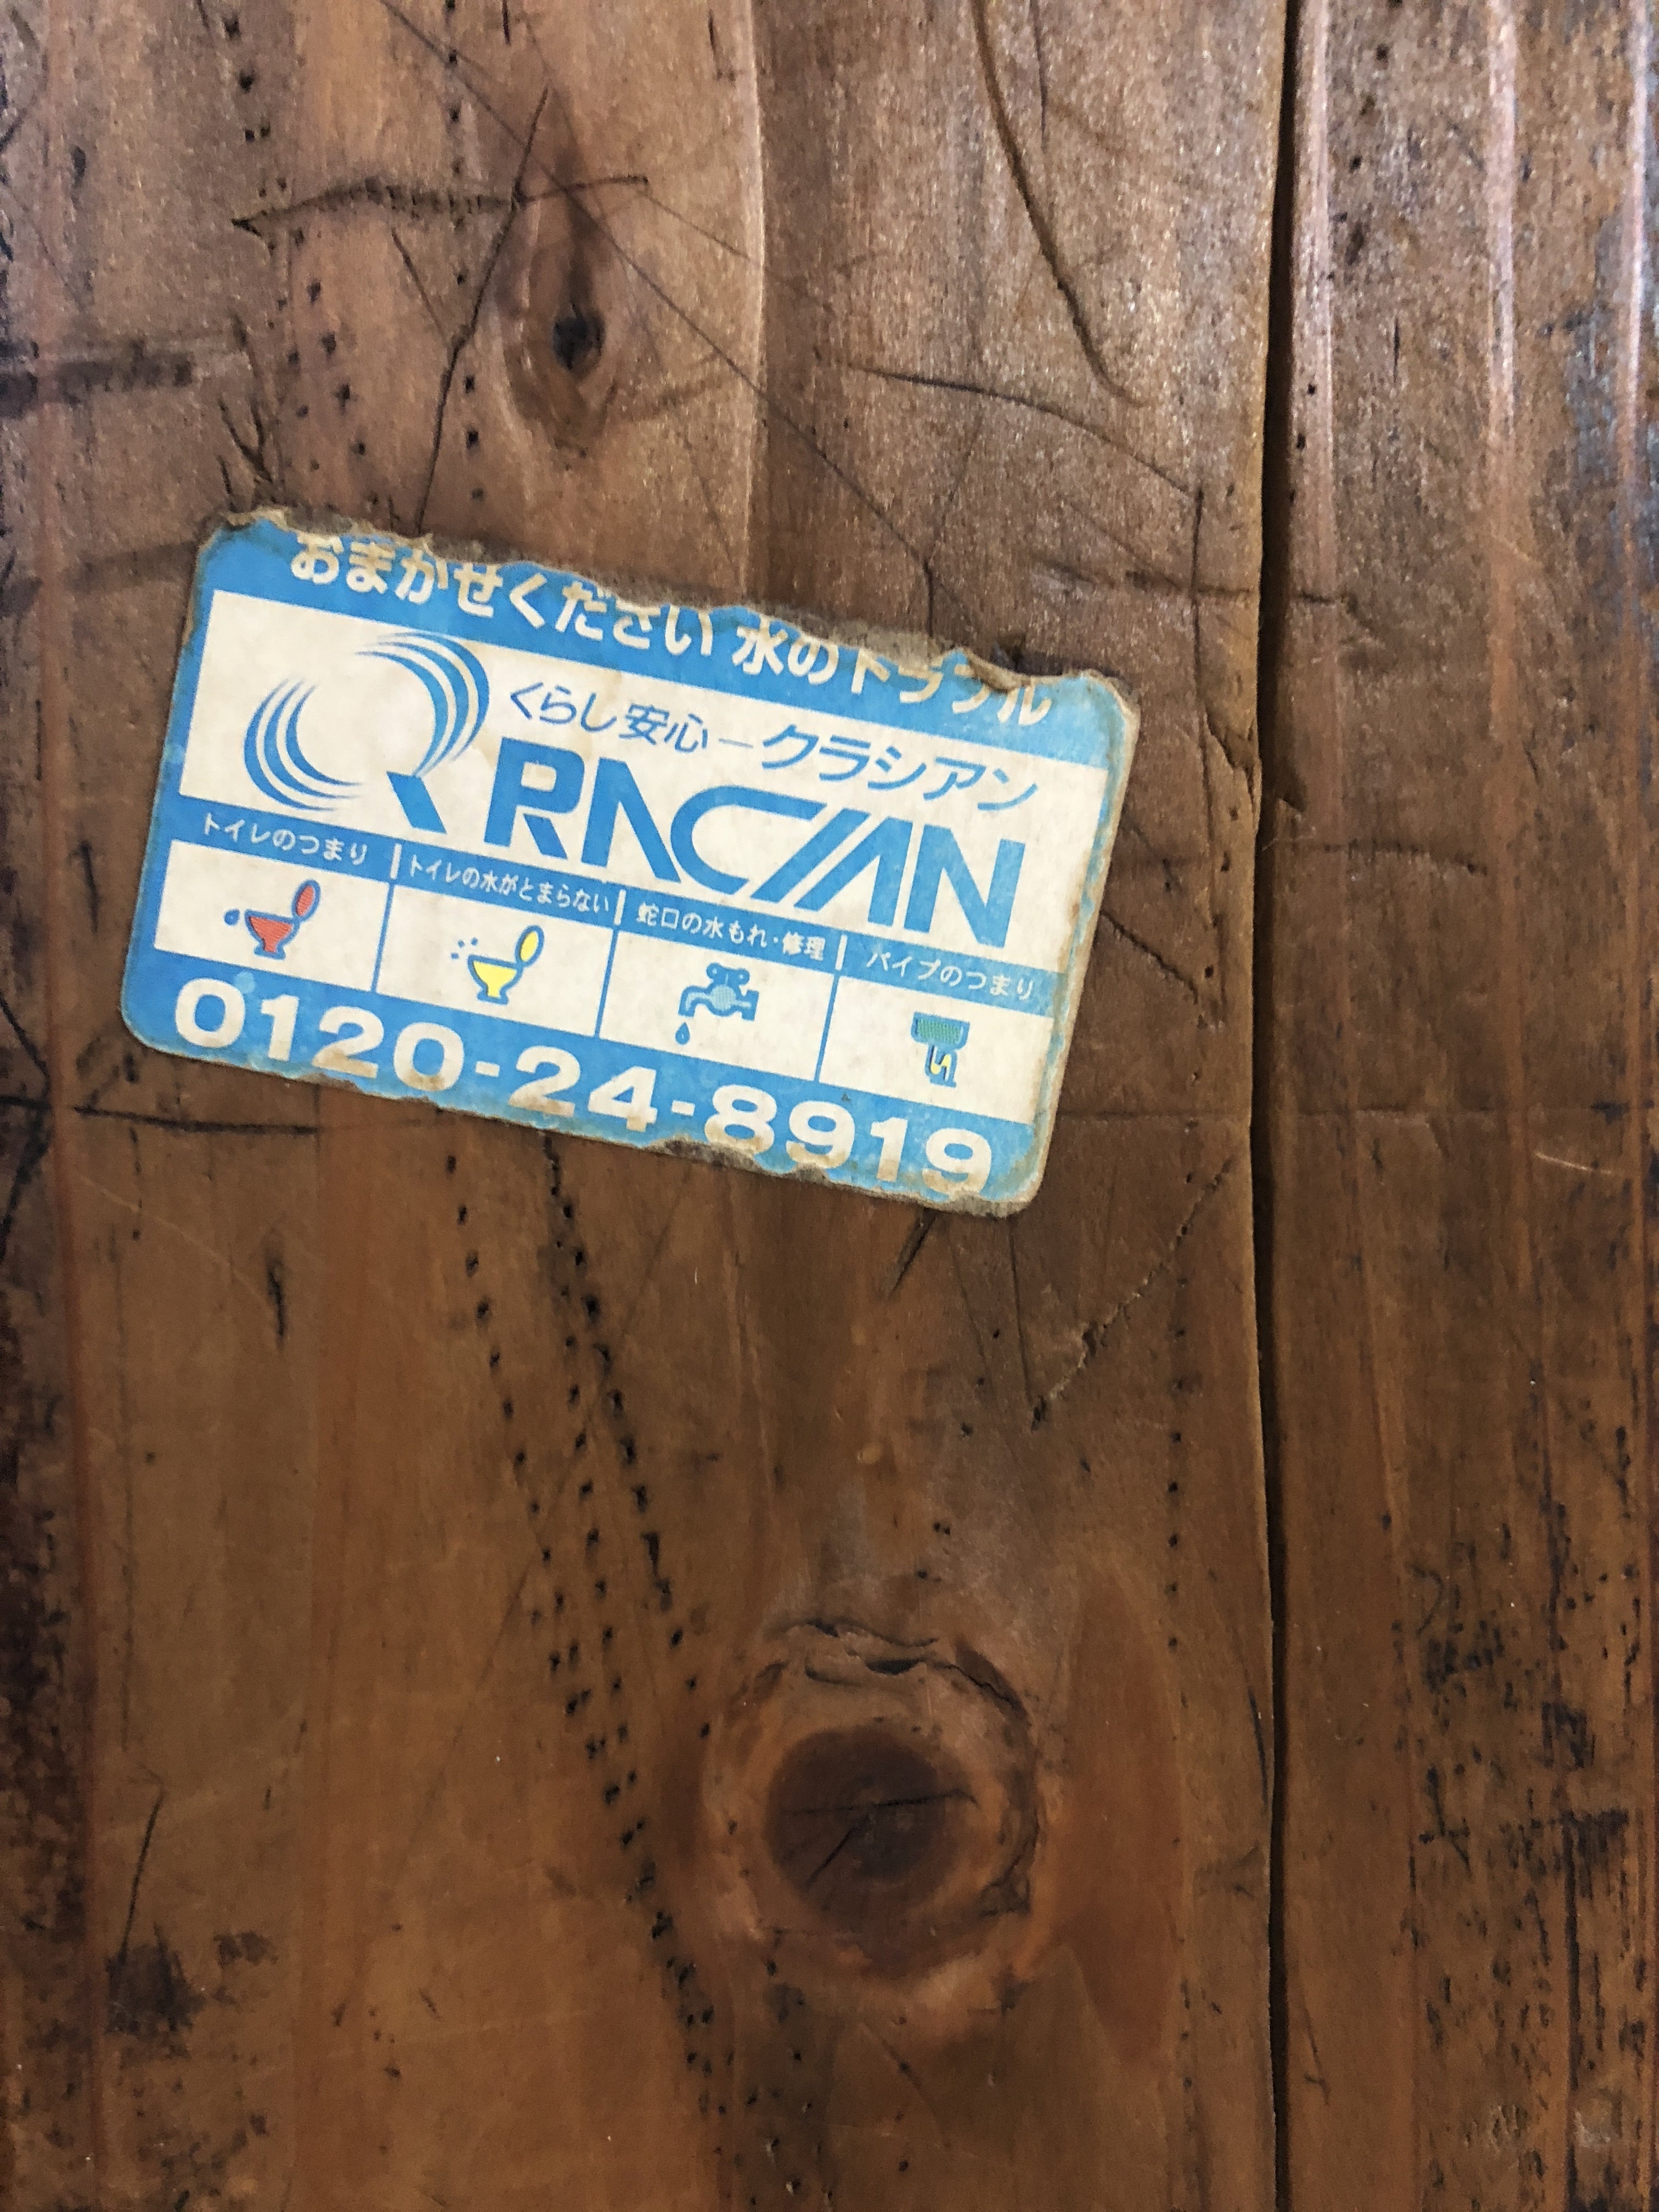 おまかせください 水のトラブル
くらし安心ークラシアン
QRACIAN
トイレのつまり
トイレの水がとまらない
蛇口の水もれ・修理
パイプのつまり
0120-24-8919